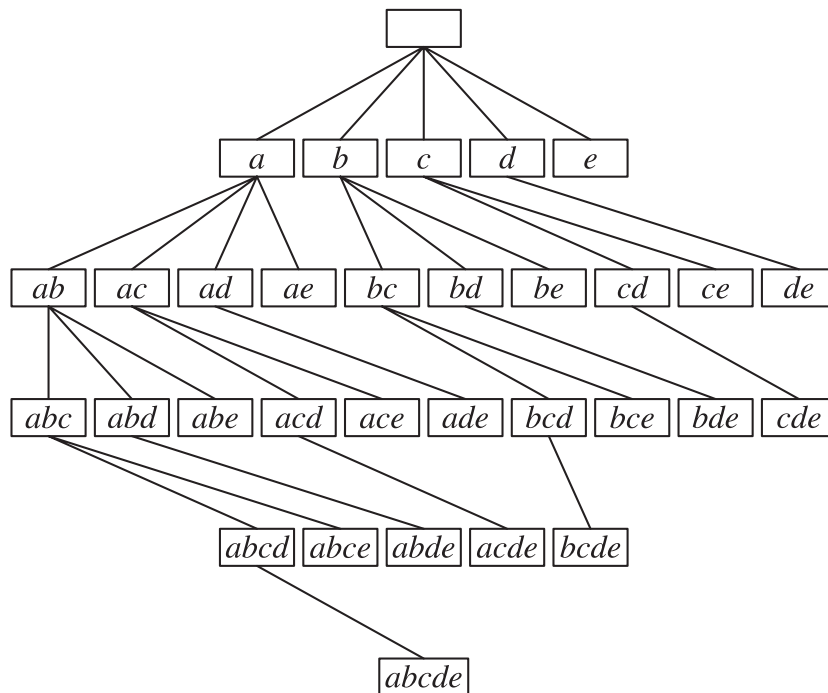 a b c d e
ab ac ad ae bc bd be cd ce de
abc abd abe acd ace ade bcd bce bde cde
abcd abce abde acde bcde
abcde